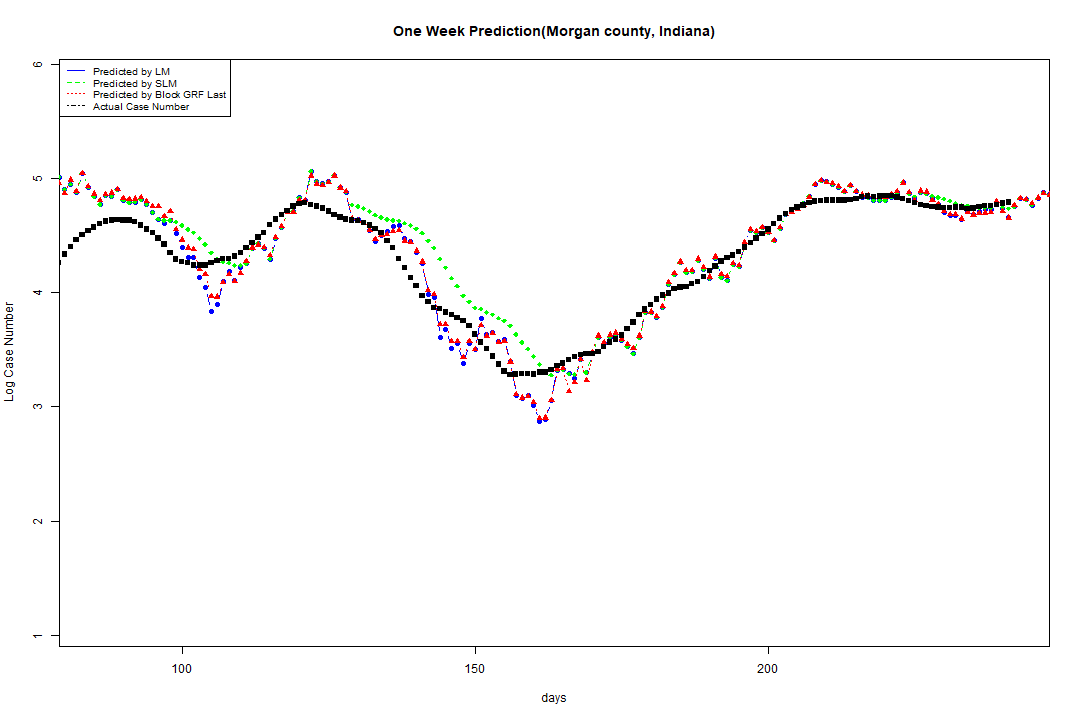 One Week Prediction(Morgan county, Indiana)
Predicted by LM
Predicted by SLM
Predicted by Block GRF Last
Actual Case Number
6
5
4
3
2
1
Log Case Number
100 150 200
days